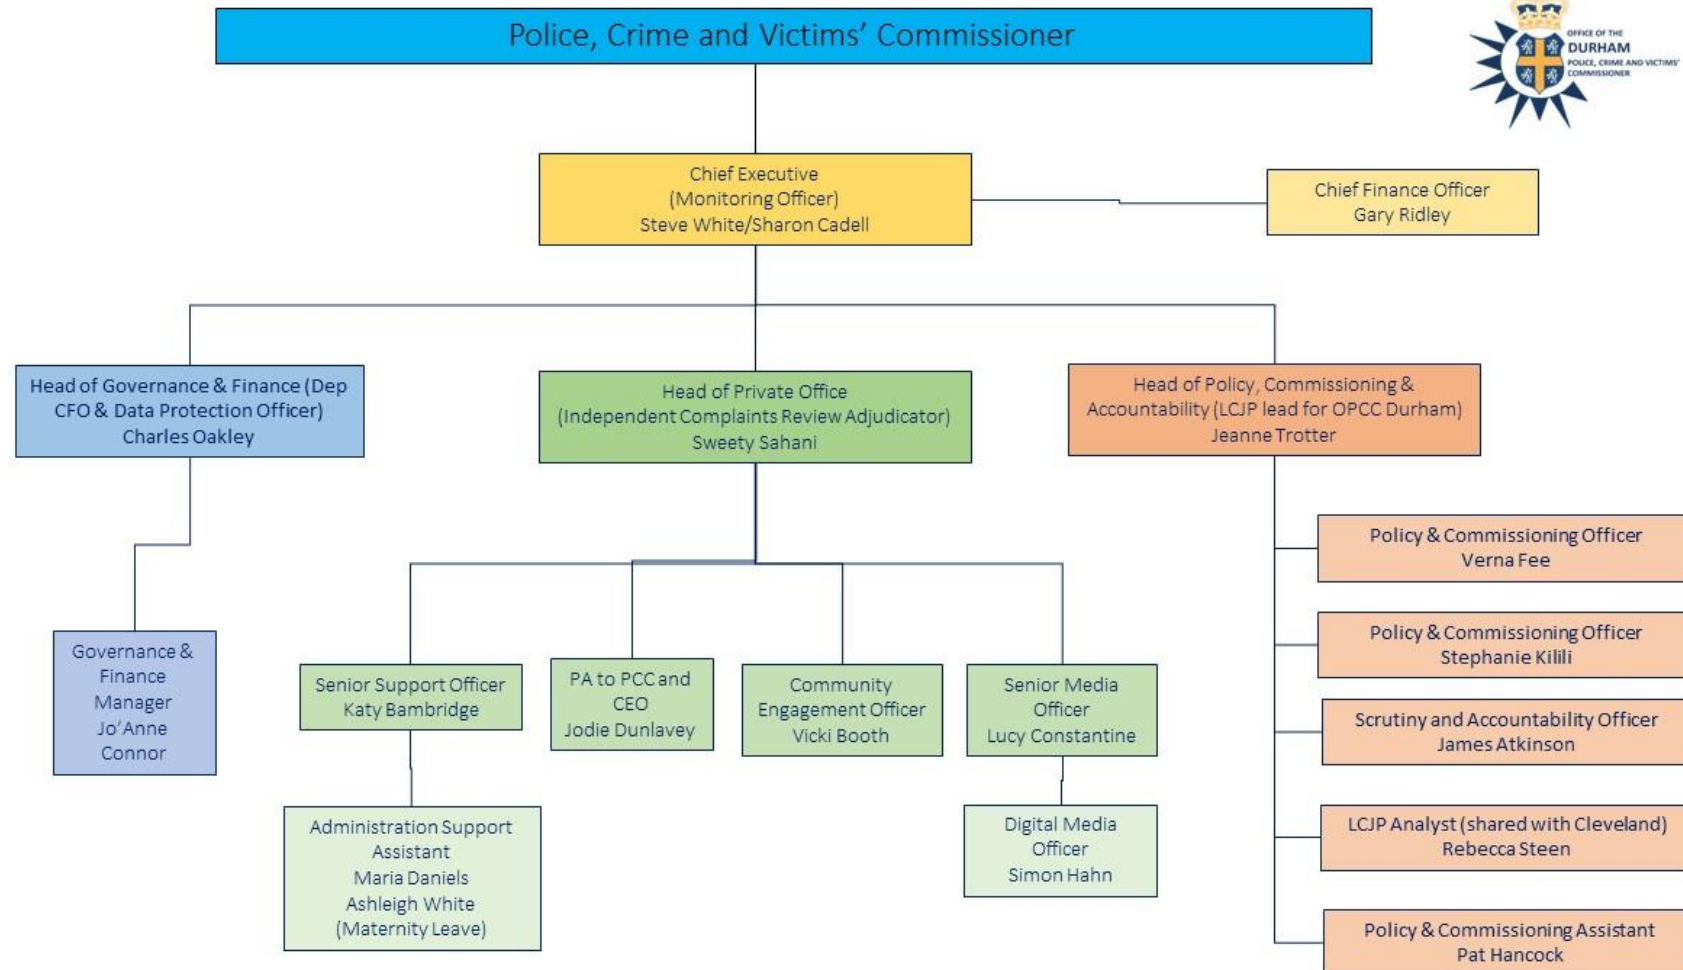 Police, Crime and Victims' Commissioner
OFFICE OF THE
DURHAM
POLICE, CRIME AND VICTIMS'
COMMISSIONER
Chief Executive
(Monitoring Officer)
Steve White/Sharon Cadell
Chief Finance Officer
Gary Ridley
Head of Governance & Finance (Dep
CFO & Data Protection Officer)
Charles Oakley
Head of Private Office
(Independent Complaints Review Adjudicator)
Sweety Sahani
Head of Policy, Commissioning &
Accountability (LCJP lead for OPCC Durham)
Jeanne Trotter
Governance &
Finance
Manager
Jo'Anne
Connor
Senior Support Officer
Katy Bambridge
PA to PCC and
CEO
Jodie Dunlavey
Community
Engagement Officer
Vicki Booth
Senior Media
Officer
Lucy Constantine
Administration Support
Assistant
Maria Daniels
Ashleigh White
(Maternity Leave)
Digital Media
Officer
Simon Hahn
Policy & Commissioning Officer
Verna Fee
Policy & Commissioning Officer
Stephanie Kilili
Scrutiny and Accountability Officer
James Atkinson
LCJP Analyst (shared with Cleveland)
Rebecca Steen
Policy & Commissioning Assistant
Pat Hancock